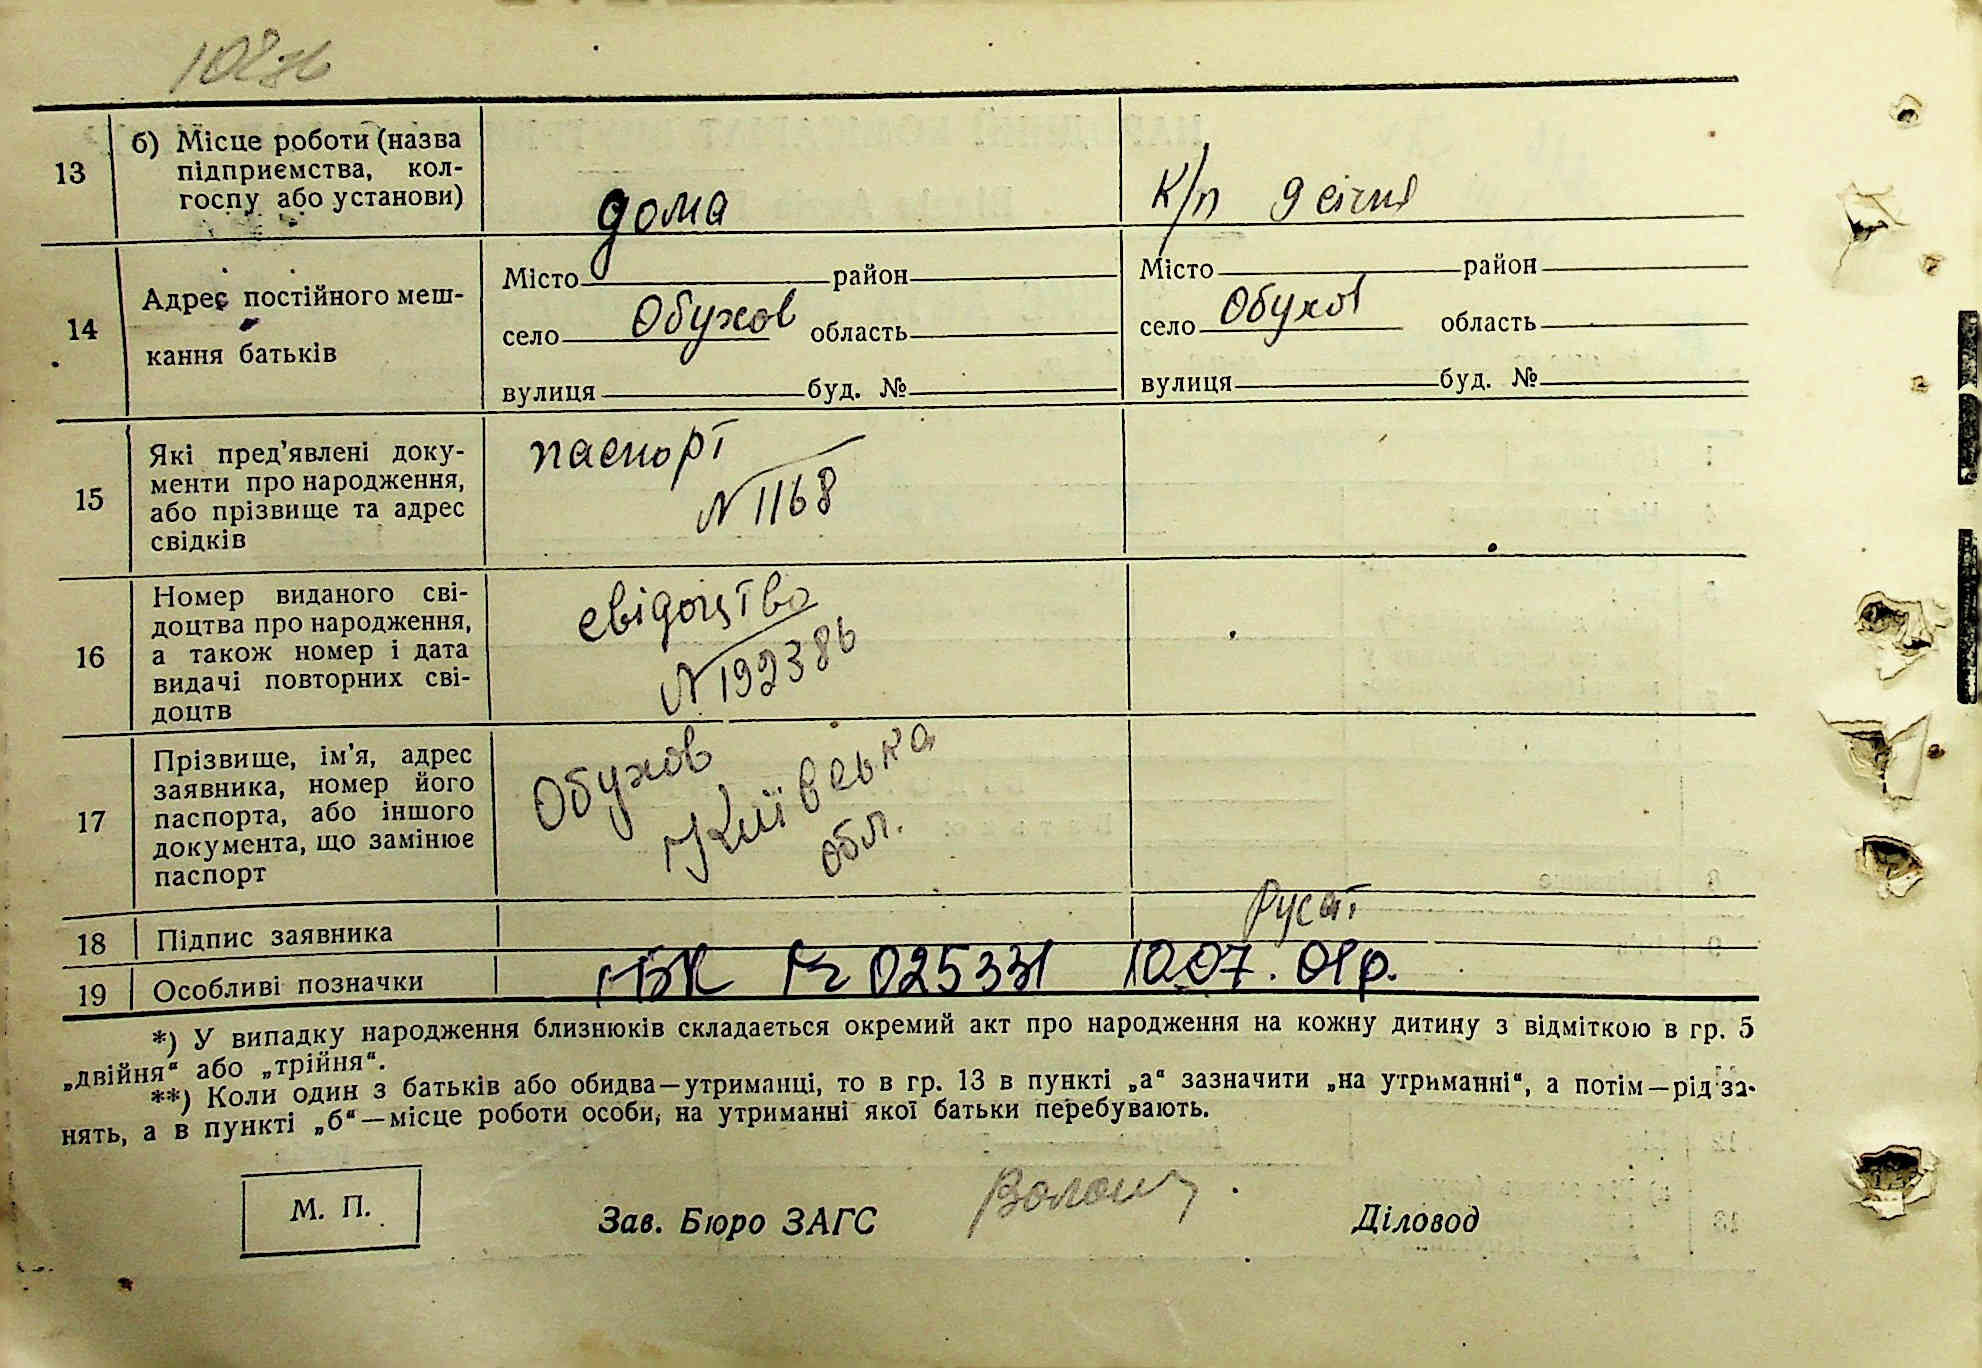 13
б) Місце роботи (назва
підприємства, кол-
госпу або установи)
дома
к/п 9 січня
14
Адрес постійного меш-
кання батьків
Місто район
село Обухов область
вулиця буд. №
Місто район
село Обухов область
вулиця буд. №
15
Які пред’явлені доку-
менти про народження,
або прізвище та адрес
свідків
паспорт
N 1168
16
Номер виданого сві-
доцтва про народження,
а також номер і дата
видачі повторних сві-
доцтв
свідоцтво
N 192386
17
Прізвище, ім’я, адрес
заявника, номер його
паспорта, або іншого
документа, що замінює
паспорт
Обухов
Київська
обл.
18 Підпис заявника
19 Особливі позначки
025331 10.07.01р.
*) У випадку народження близнюків складається окремий акт про народження на кожну дитину з відміткою в гр. 5
„двійня“ або „трійня“.
**) Коли один з батьків або обидва—утриманці, то в гр. 13 в пункті „а“ зазначити „на утриманні“, а потім—рід за-
нять, а в пункті „б“—місце роботи особи, на утриманні якої батьки перебувають.
М. П.
Зав. Бюро ЗАГС
Діловод